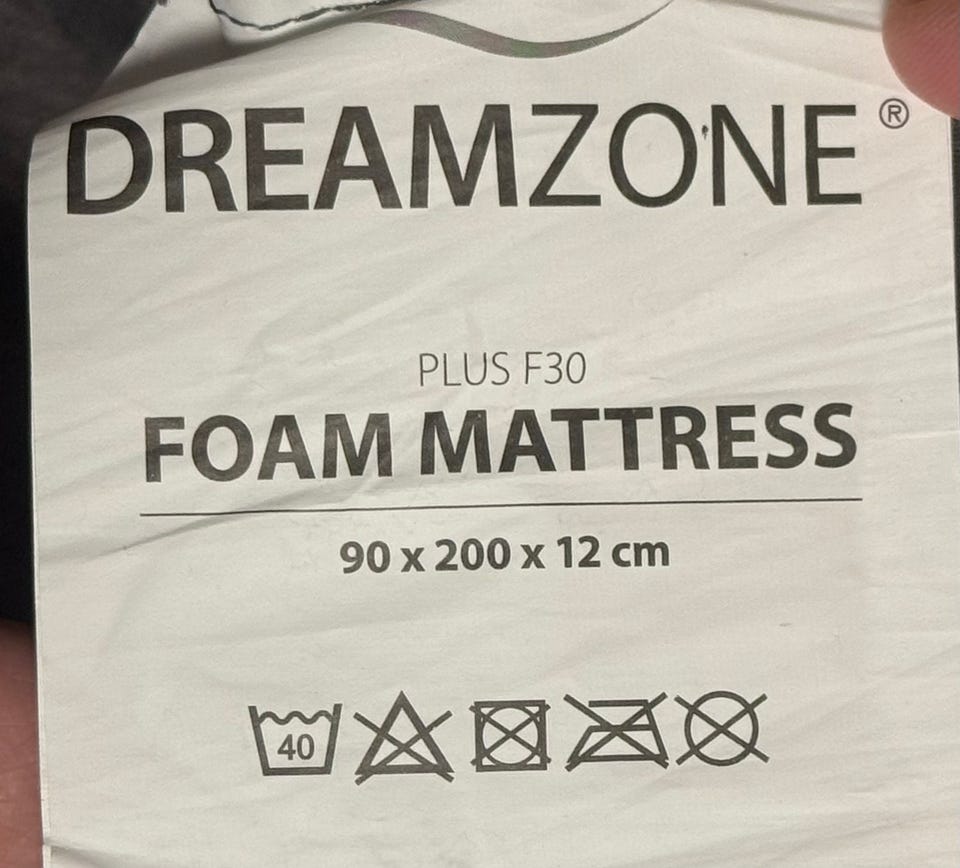 DREAMZONE®
PLUS F30
FOAM MATTRESS
90 x 200 x 12 cm
40